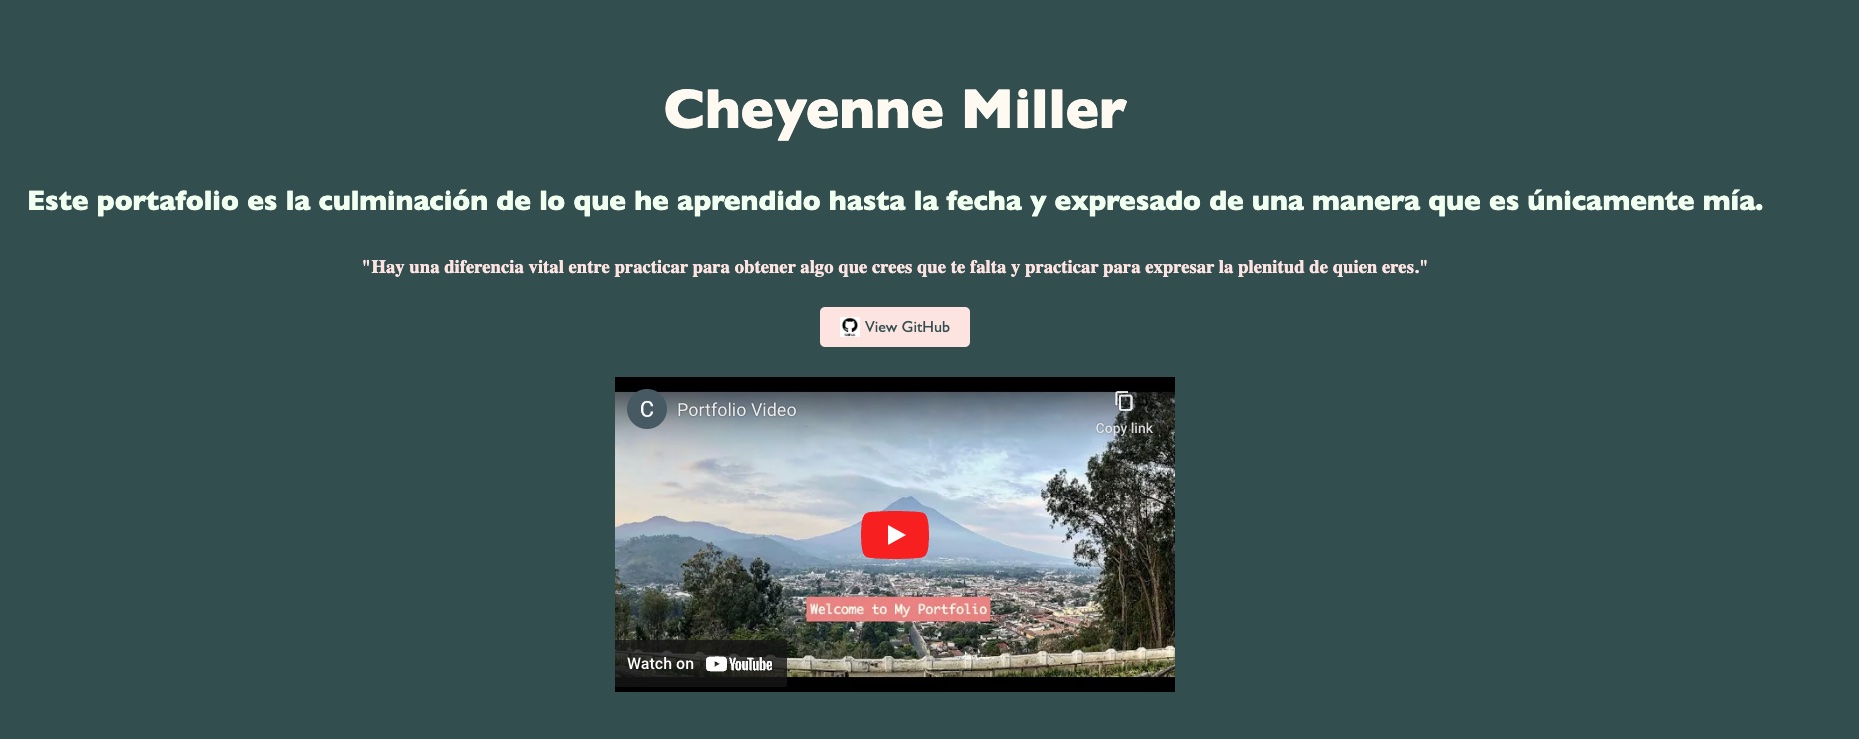 Cheyenne Miller
Este portafolio es la culminación de lo que he aprendido hasta la fecha y expresado de una manera que es únicamente mía.
"Hay una diferencia vital entre practicar para obtener algo que crees que te falta y practicar para expresar la plenitud de quien eres."
View GitHub
C Portfolio Video
Copy link
Welcome to My Portfolio
Watch on YouTube